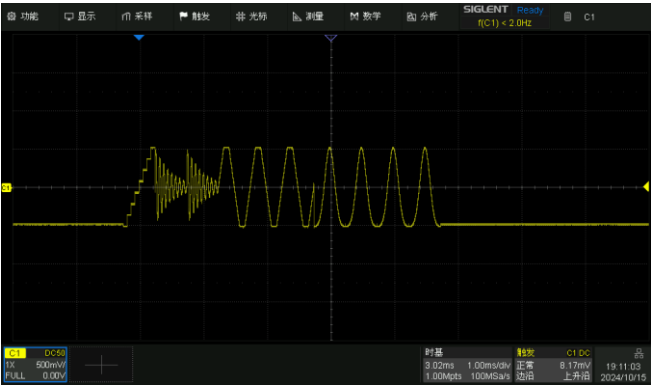 功能 显示 采样 触发 光标 测量 数学 分析 SIGLENT Ready C1
f(C1) < 2.0Hz
C1
C1 DC50
1X 500mV/
FULL 0.00V
时基
3.02ms 1.00ms/div
1.00Mpts 100MSa/s
触发 C1 DC
正常 8.17mV
边沿 上升沿
19:11:03
2024/10/15